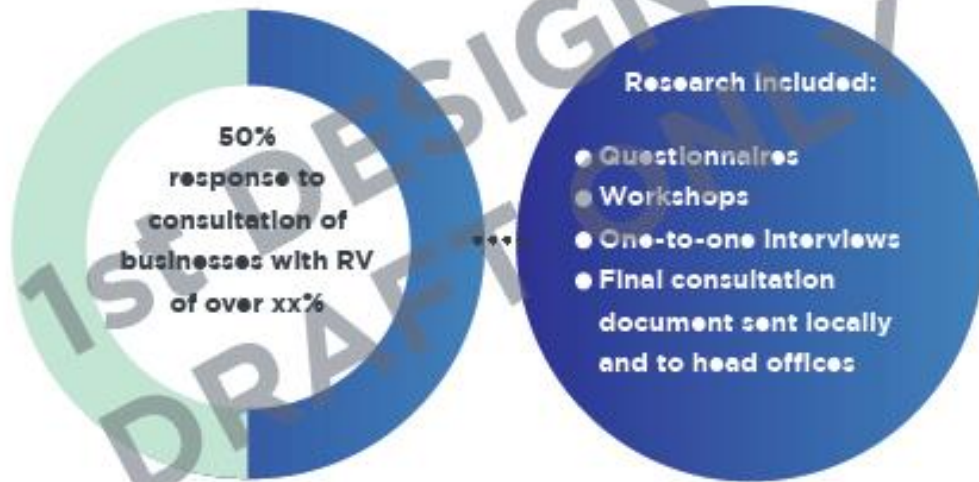 50%
response to
consultation of
businesses with RV
of over xx%
Research included:
● Questionnaires
● Workshops
● One-to-one interviews
● Final consultation
document sent locally
and to head offices
1st DESIGN
DRAFT ONLY